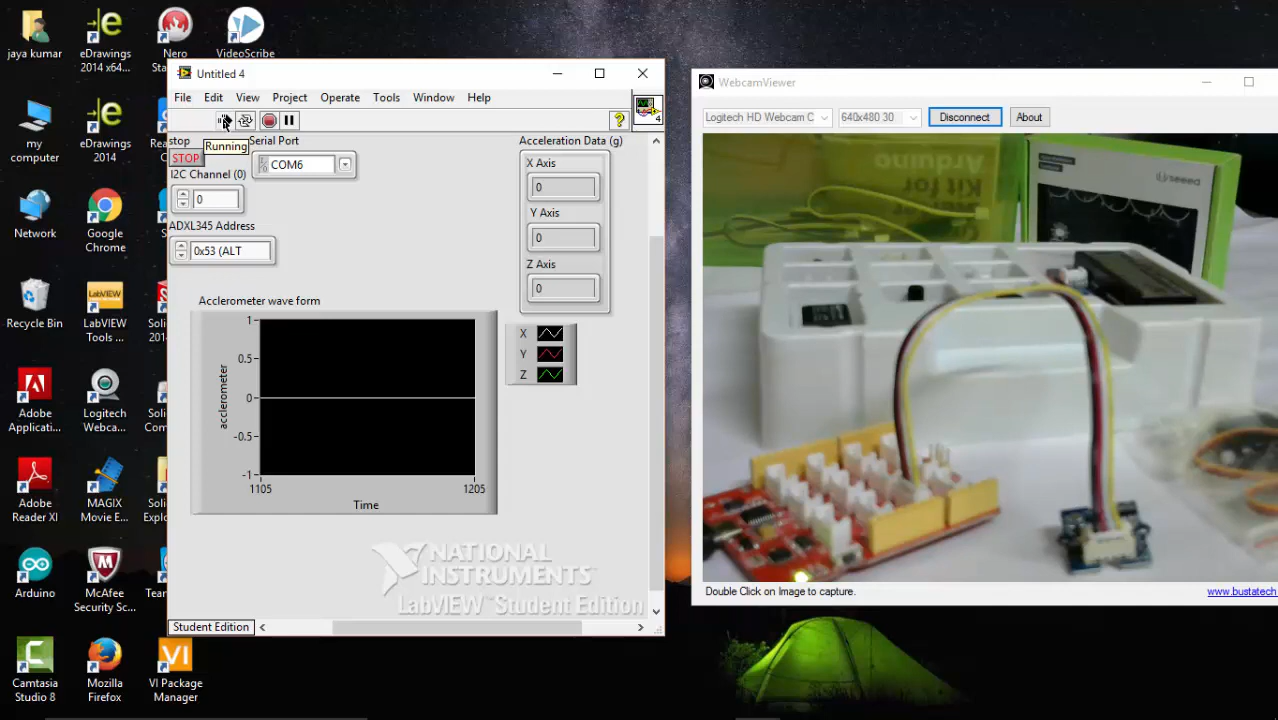 jaya kumar
eDrawings
2014 x64...
Nero
Sta...
VideoScribe
my
computer
eDrawings
2014
Network
Google
Chrome
Recycle Bin
LabVIEW
LabVIEW
Tools ...
Adobe
Applicati...
Logitech
Webca...
Adobe
Reader XI
MAGIX
Movie E...
Arduino
McAfee
Security Sc...
Camtasia
Studio 8
Mozilla
Firefox
VI
VI Package
Manager
Untitled 4
File Edit View Project Operate Tools Window Help
4
Running
stop
STOP
Serial Port
COM6
I2C Channel (0)
0
ADXL345 Address
0x53 (ALT
Acceleration Data (g)
X Axis
0
Y Axis
0
Z Axis
0
Acclerometer wave form
1
0.5
0
-0.5
-1
acclerometer
1105
1205
Time
X
Y
Z
NATIONAL
INSTRUMENTS
LabVIEW™ Student Edition
Student Edition
WebcamViewer
Logitech HD Webcam C
640x480 30
Disconnect
About
Arduino
Kit for
seeed
Double Click on Image to capture.
www.bustatech